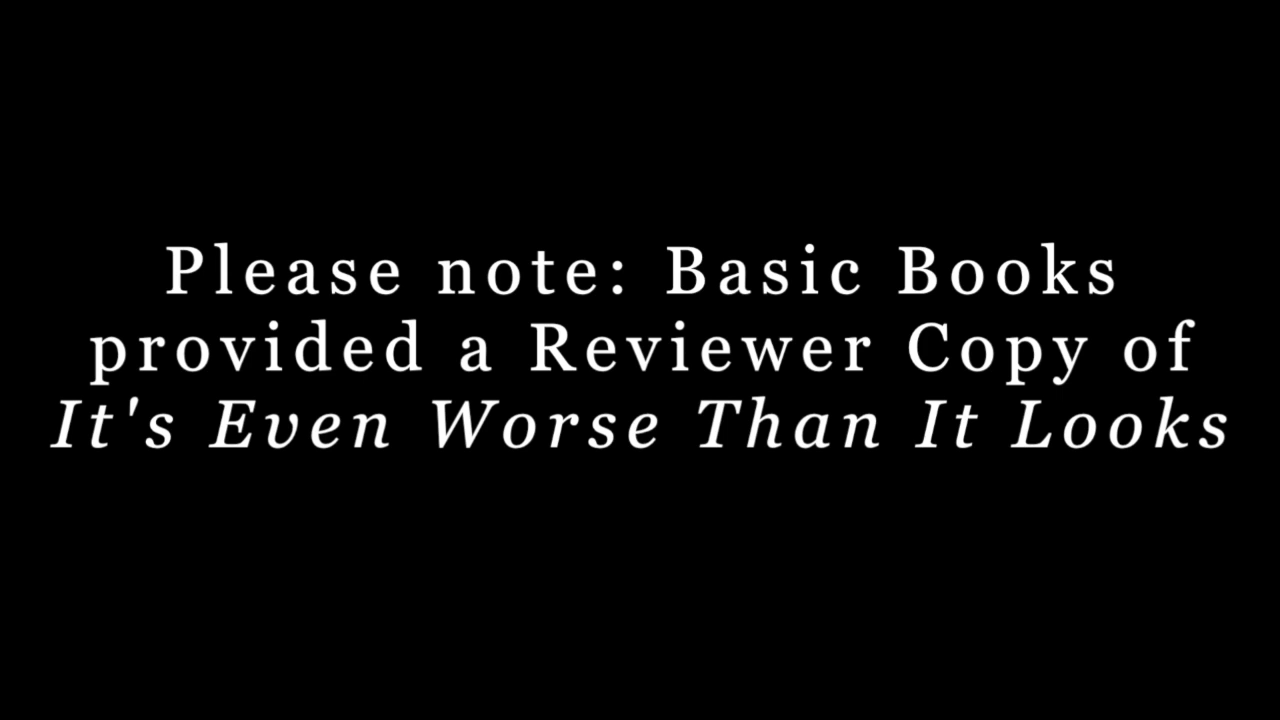 Please note: Basic Books
provided a Reviewer Copy of
It's Even Worse Than It Looks